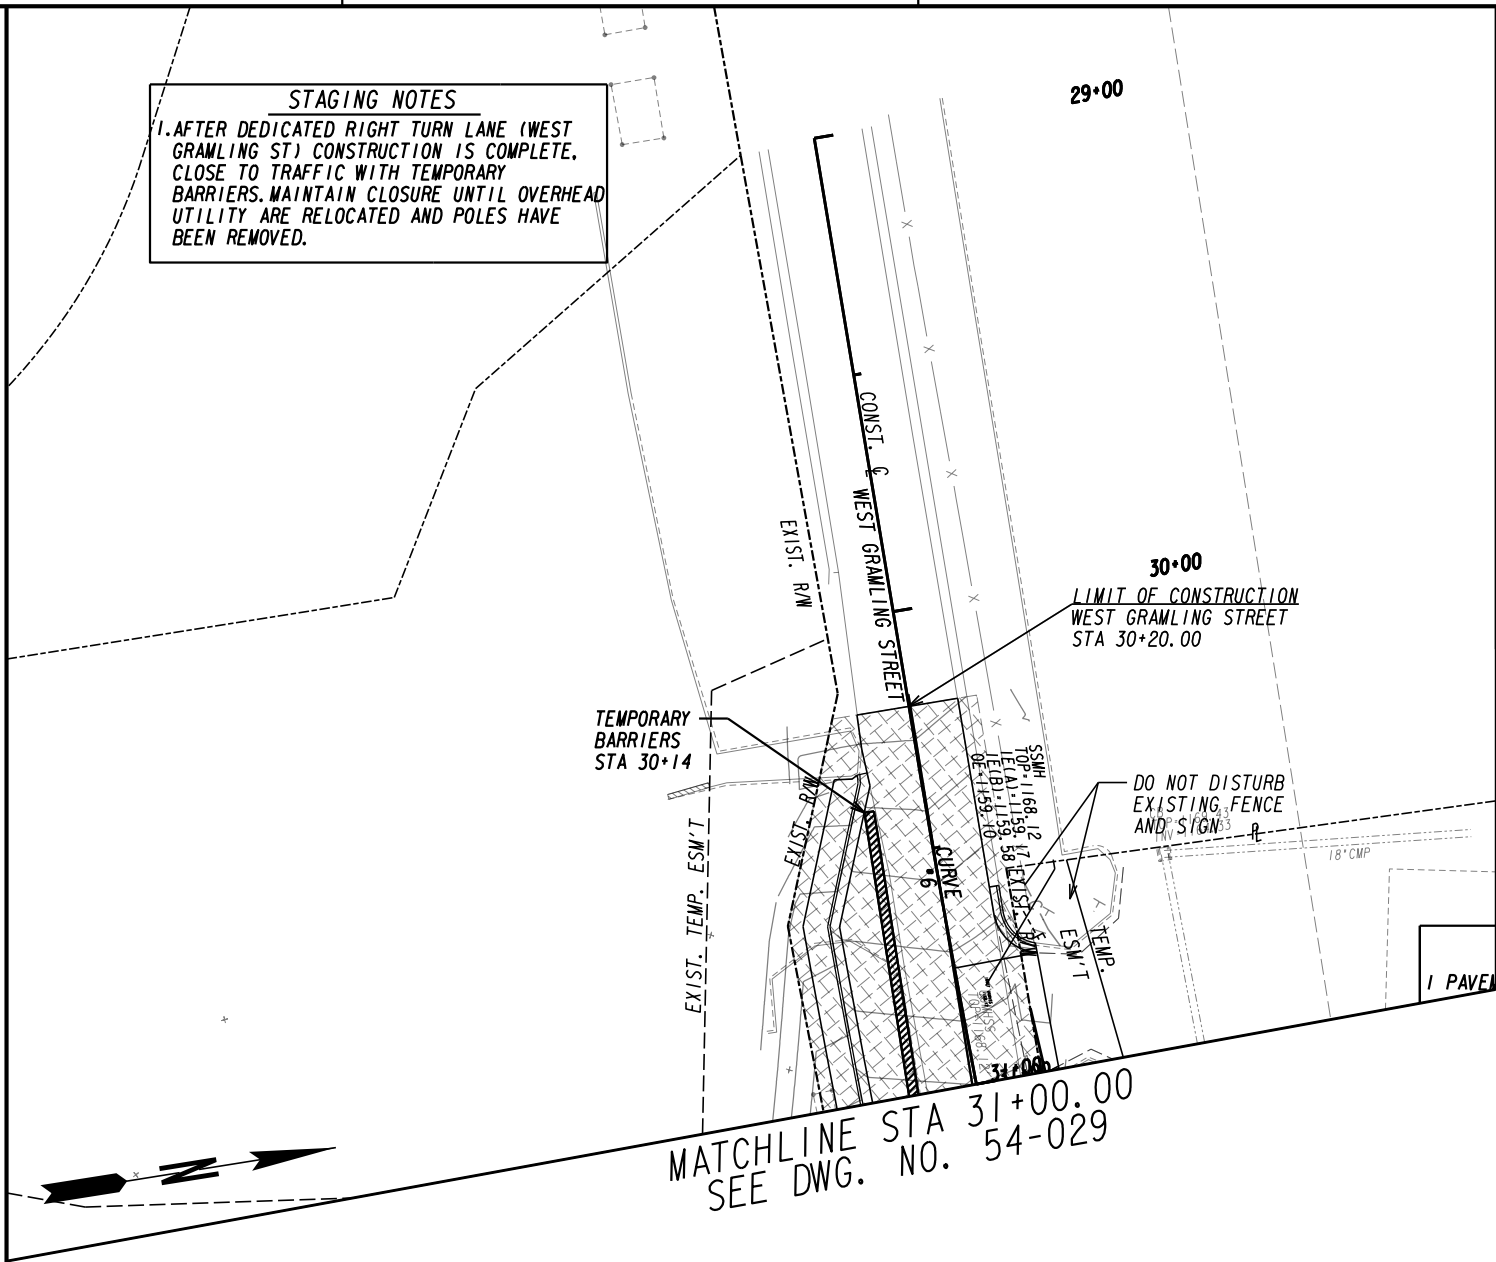 STAGING NOTES
1. AFTER DEDICATED RIGHT TURN LANE (WEST
GRAMLING ST) CONSTRUCTION IS COMPLETE,
CLOSE TO TRAFFIC WITH TEMPORARY
BARRIERS. MAINTAIN CLOSURE UNTIL OVERHEAD
UTILITY ARE RELOCATED AND POLES HAVE
BEEN REMOVED.
29+00
CONST. ℄ WEST GRAMLING STREET
EXIST. R/W
30+00
LIMIT OF CONSTRUCTION
WEST GRAMLING STREET
STA 30+20.00
TEMPORARY
BARRIERS
STA 30+14
SSMH
TOP=1168.12
IE(A)=1159.17
IE(B)=1159.58
OE=1159.10
DO NOT DISTURB
EXISTING FENCE
AND SIGN
PL
18"CMP
EXIST. R/W
EXIST. TEMP. ESM'T
CURVE
#6
EXIST. R/W
TEMP.
ESM'T
1 PAVEM
MATCHLINE STA 31+00.00
SEE DWG. NO. 54-029
N